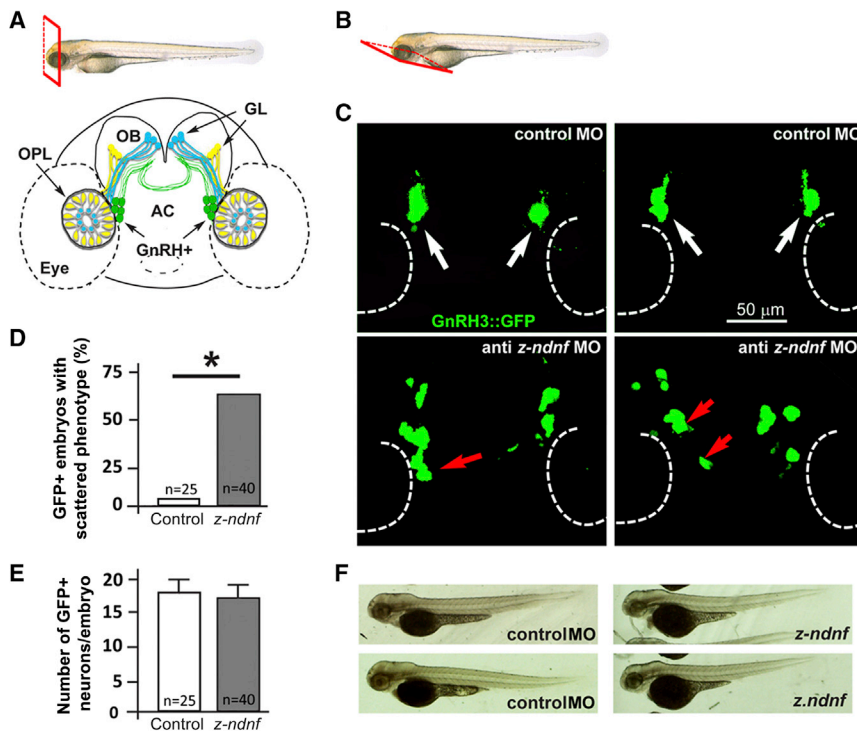 A
GL
OB
OPL
AC
GnRH+
Eye
B
C
control MO
control MO
GnRH3::GFP
50 μm
anti z-ndnf MO
anti z-ndnf MO
D
GFP+ embryos with
scattered phenotype (%)
75
50
25
0
*
n=25
n=40
Control
z-ndnf
E
Number of GFP+
neurons/embryo
20
15
10
5
0
n=25
n=40
Control
z-ndnf
F
controlMO
z-ndnf
controlMO
z.ndnf